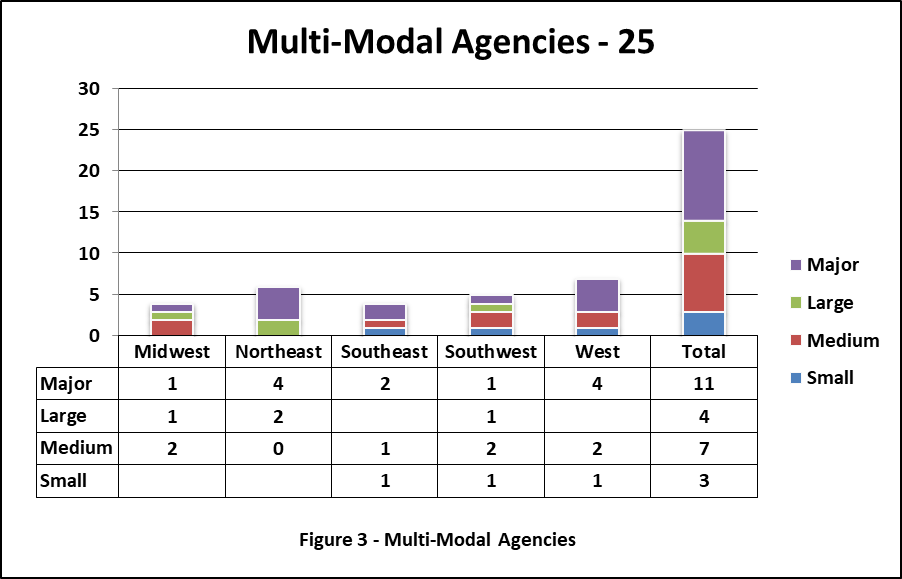 Multi-Modal Agencies - 25
30
25
20
15
10
5
0
Major
Large
Medium
Small
Midwest Northeast Southeast Southwest West Total
Major 1 4 2 1 4 11
Large 1 2 1 4
Medium 2 0 1 2 2 7
Small 1 1 1 3
Figure 3 - Multi-Modal Agencies